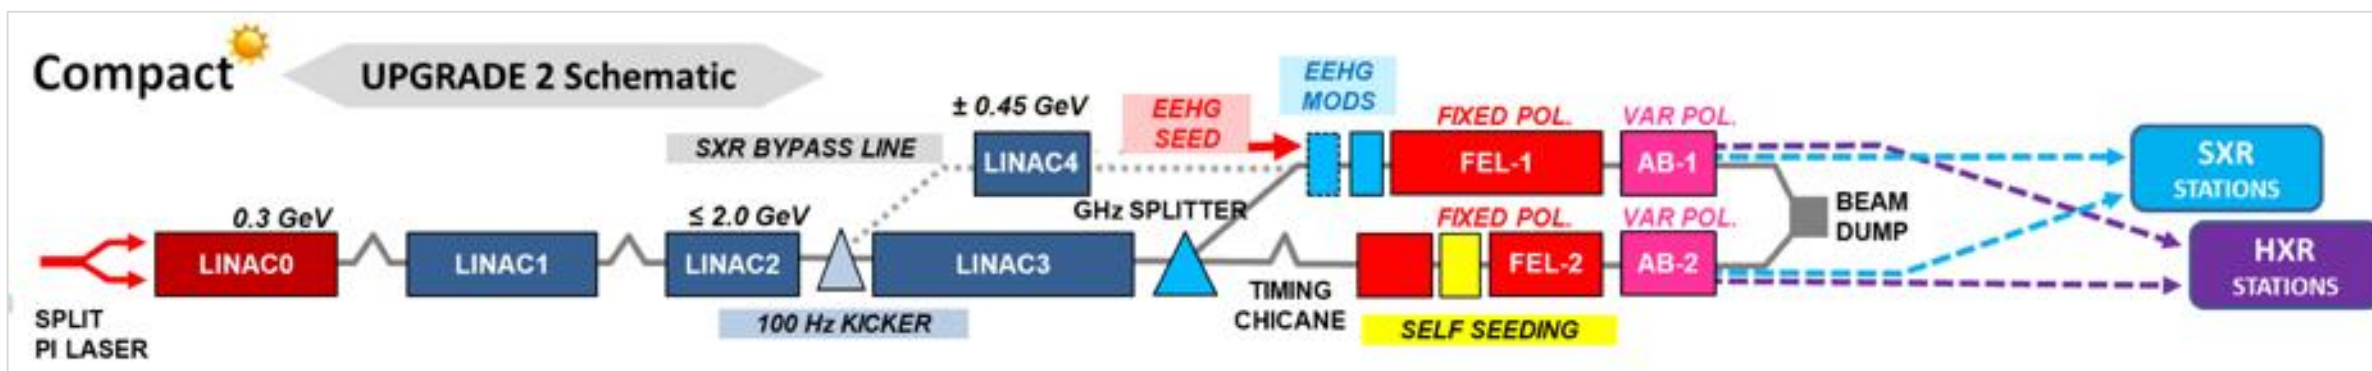 Compact
UPGRADE 2 Schematic
EEHG
MODS
± 0.45 GeV
EEHG
SEED
FIXED POL.
VAR POL.
SXR BYPASS LINE
LINAC4
FEL-1
AB-1
SXR
STATIONS
0.3 GeV
≤ 2.0 GeV
GHz SPLITTER
FIXED POL.
VAR POL.
BEAM
DUMP
LINAC0
LINAC1
LINAC2
LINAC3
FEL-2
AB-2
HXR
STATIONS
SPLIT
PI LASER
100 Hz KICKER
TIMING
CHICANE
SELF SEEDING